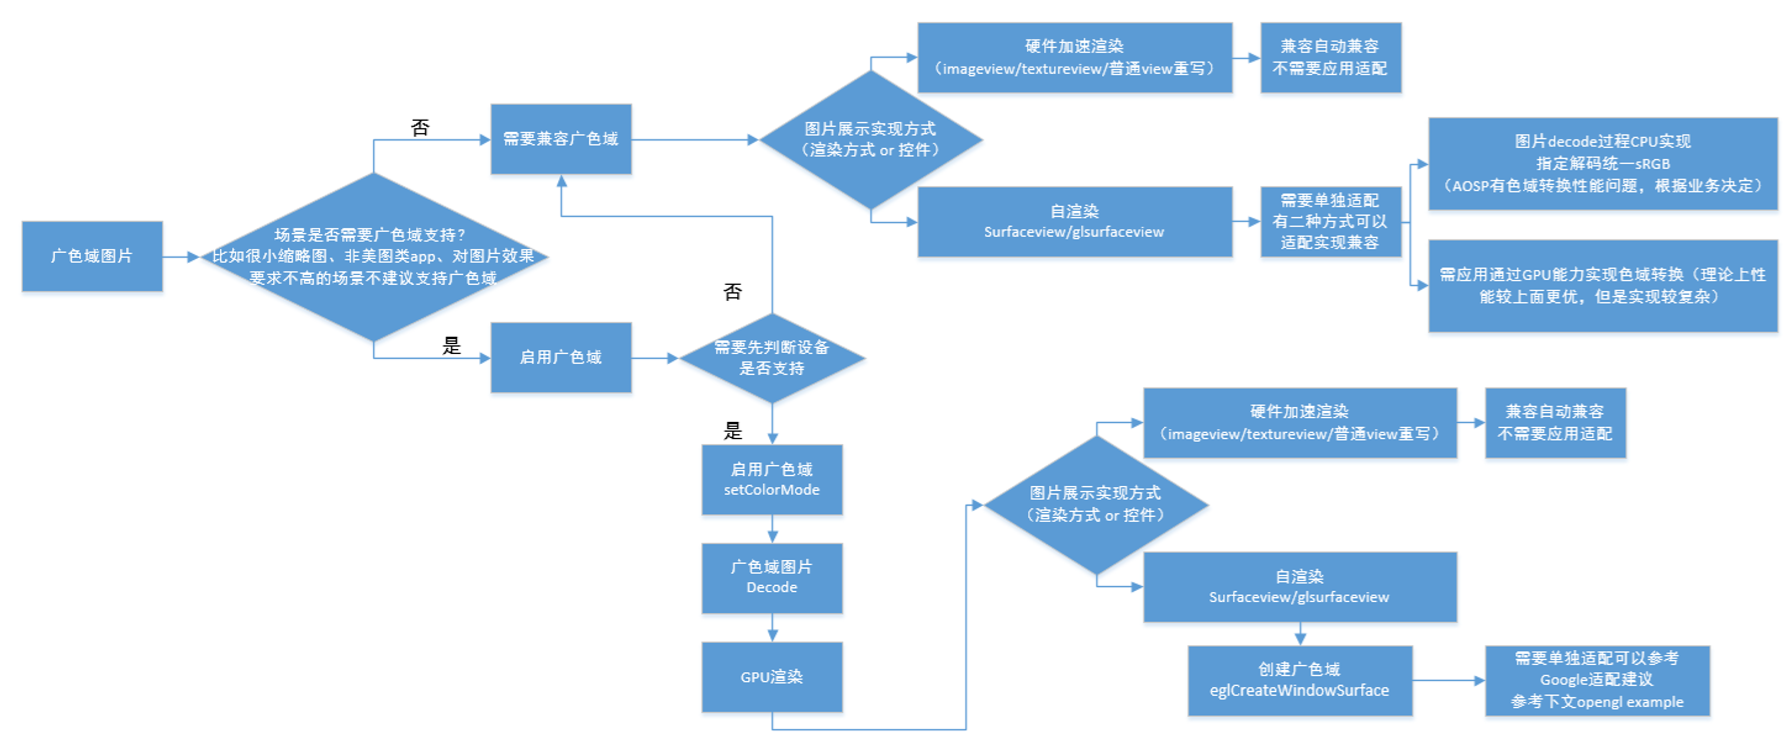 广色域图片
场景是否需要广色域支持？
比如很小缩略图、非美图类app、对图片效果
要求不高的场景不建议支持广色域
否
是
需要兼容广色域
启用广色域
图片展示实现方式
（渲染方式 or 控件）
硬件加速渲染
（imageview/textureview/普通view重写）
兼容自动兼容
不需要应用适配
自渲染
Surfaceview/glsurfaceview
需要单独适配
有二种方式可以
适配实现兼容
图片decode过程CPU实现
指定解码统一sRGB
（AOSP有色域转换性能问题，根据业务决定）
需应用通过GPU能力实现色域转换（理论上性
能较上面更优，但是实现较复杂）
否
需要先判断设备
是否支持
是
启用广色域
setColorMode
广色域图片
Decode
GPU渲染
图片展示实现方式
（渲染方式 or 控件）
硬件加速渲染
（imageview/textureview/普通view重写）
兼容自动兼容
不需要应用适配
自渲染
Surfaceview/glsurfaceview
创建广色域
eglCreateWindowSurface
需要单独适配可以参考
Google适配建议
参考下文opengl example